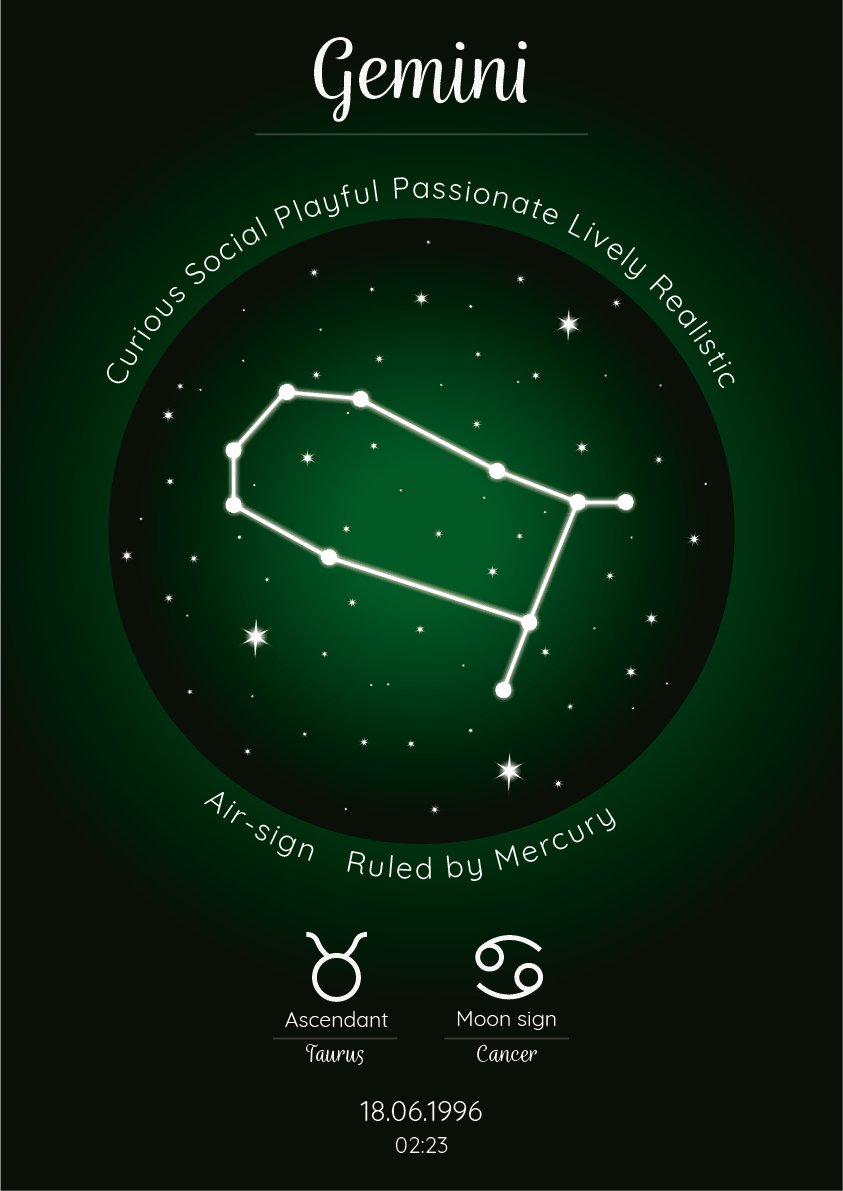 Gemini
Curious Social Playful Passionate Lively Realistic
Air-sign Ruled by Mercury
Ascendant
Taurus
Moon sign
Cancer
18.06.1996
02:23